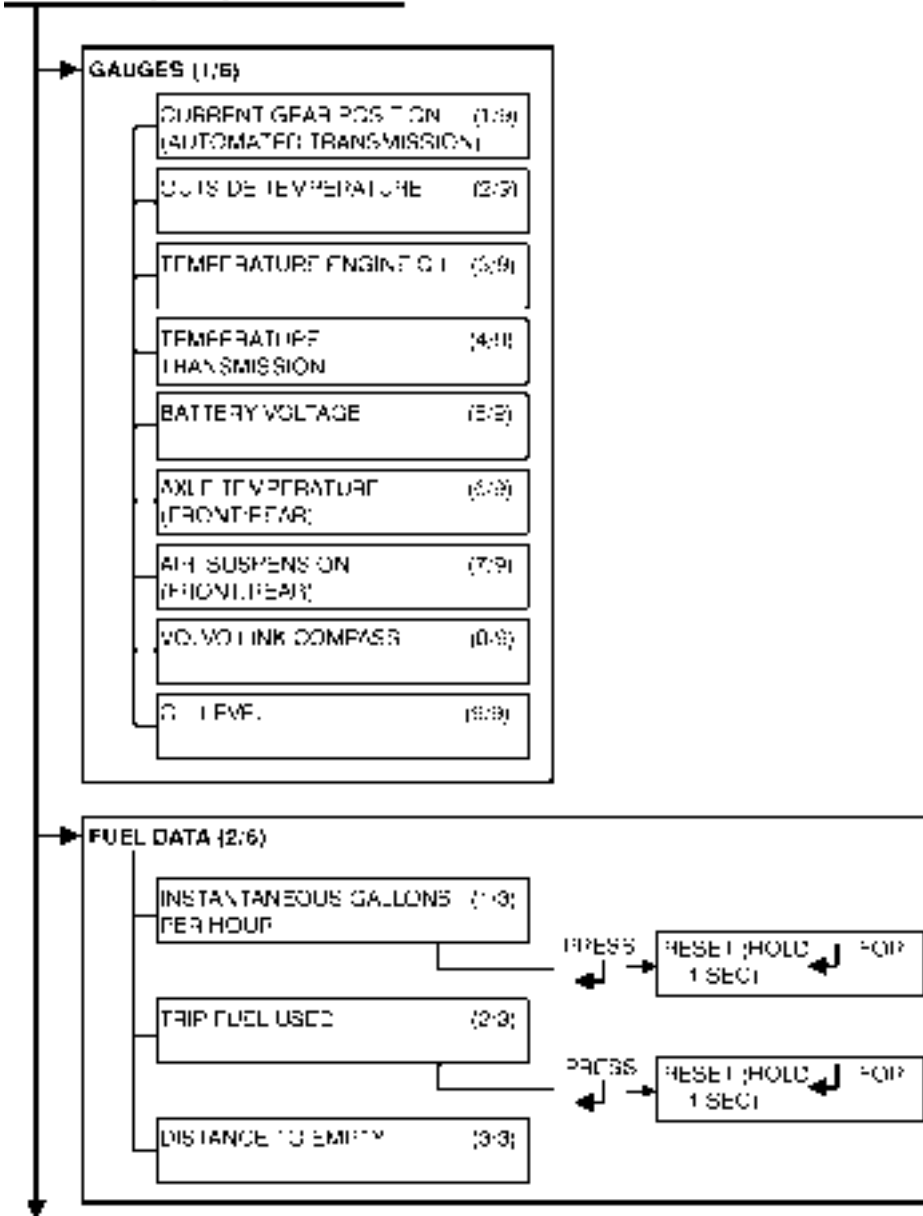 GAUGES (1/6)
CURRENT GEAR POSITION (1/9)
(AUTOMATED TRANSMISSION)
OUTSIDE TEMPERATURE (2/9)
TEMPERATURE ENGINE OIL (3/9)
TEMPERATURE (4/9)
TRANSMISSION
BATTERY VOLTAGE (5/9)
AXLE TEMPERATURE (6/9)
(FRONT/REAR)
AIR SUSPENSION (7/9)
(FRONT/REAR)
VOLVO LINK COMPASS (8/9)
OIL LEVEL (9/9)
FUEL DATA (2/6)
INSTANTANEOUS GALLONS (1/3)
PER HOUR
PRESS
RESET (HOLD FOR
1 SEC)
TRIP FUEL USED (2/3)
PRESS
RESET (HOLD FOR
1 SEC)
DISTANCE TO EMPTY (3/3)